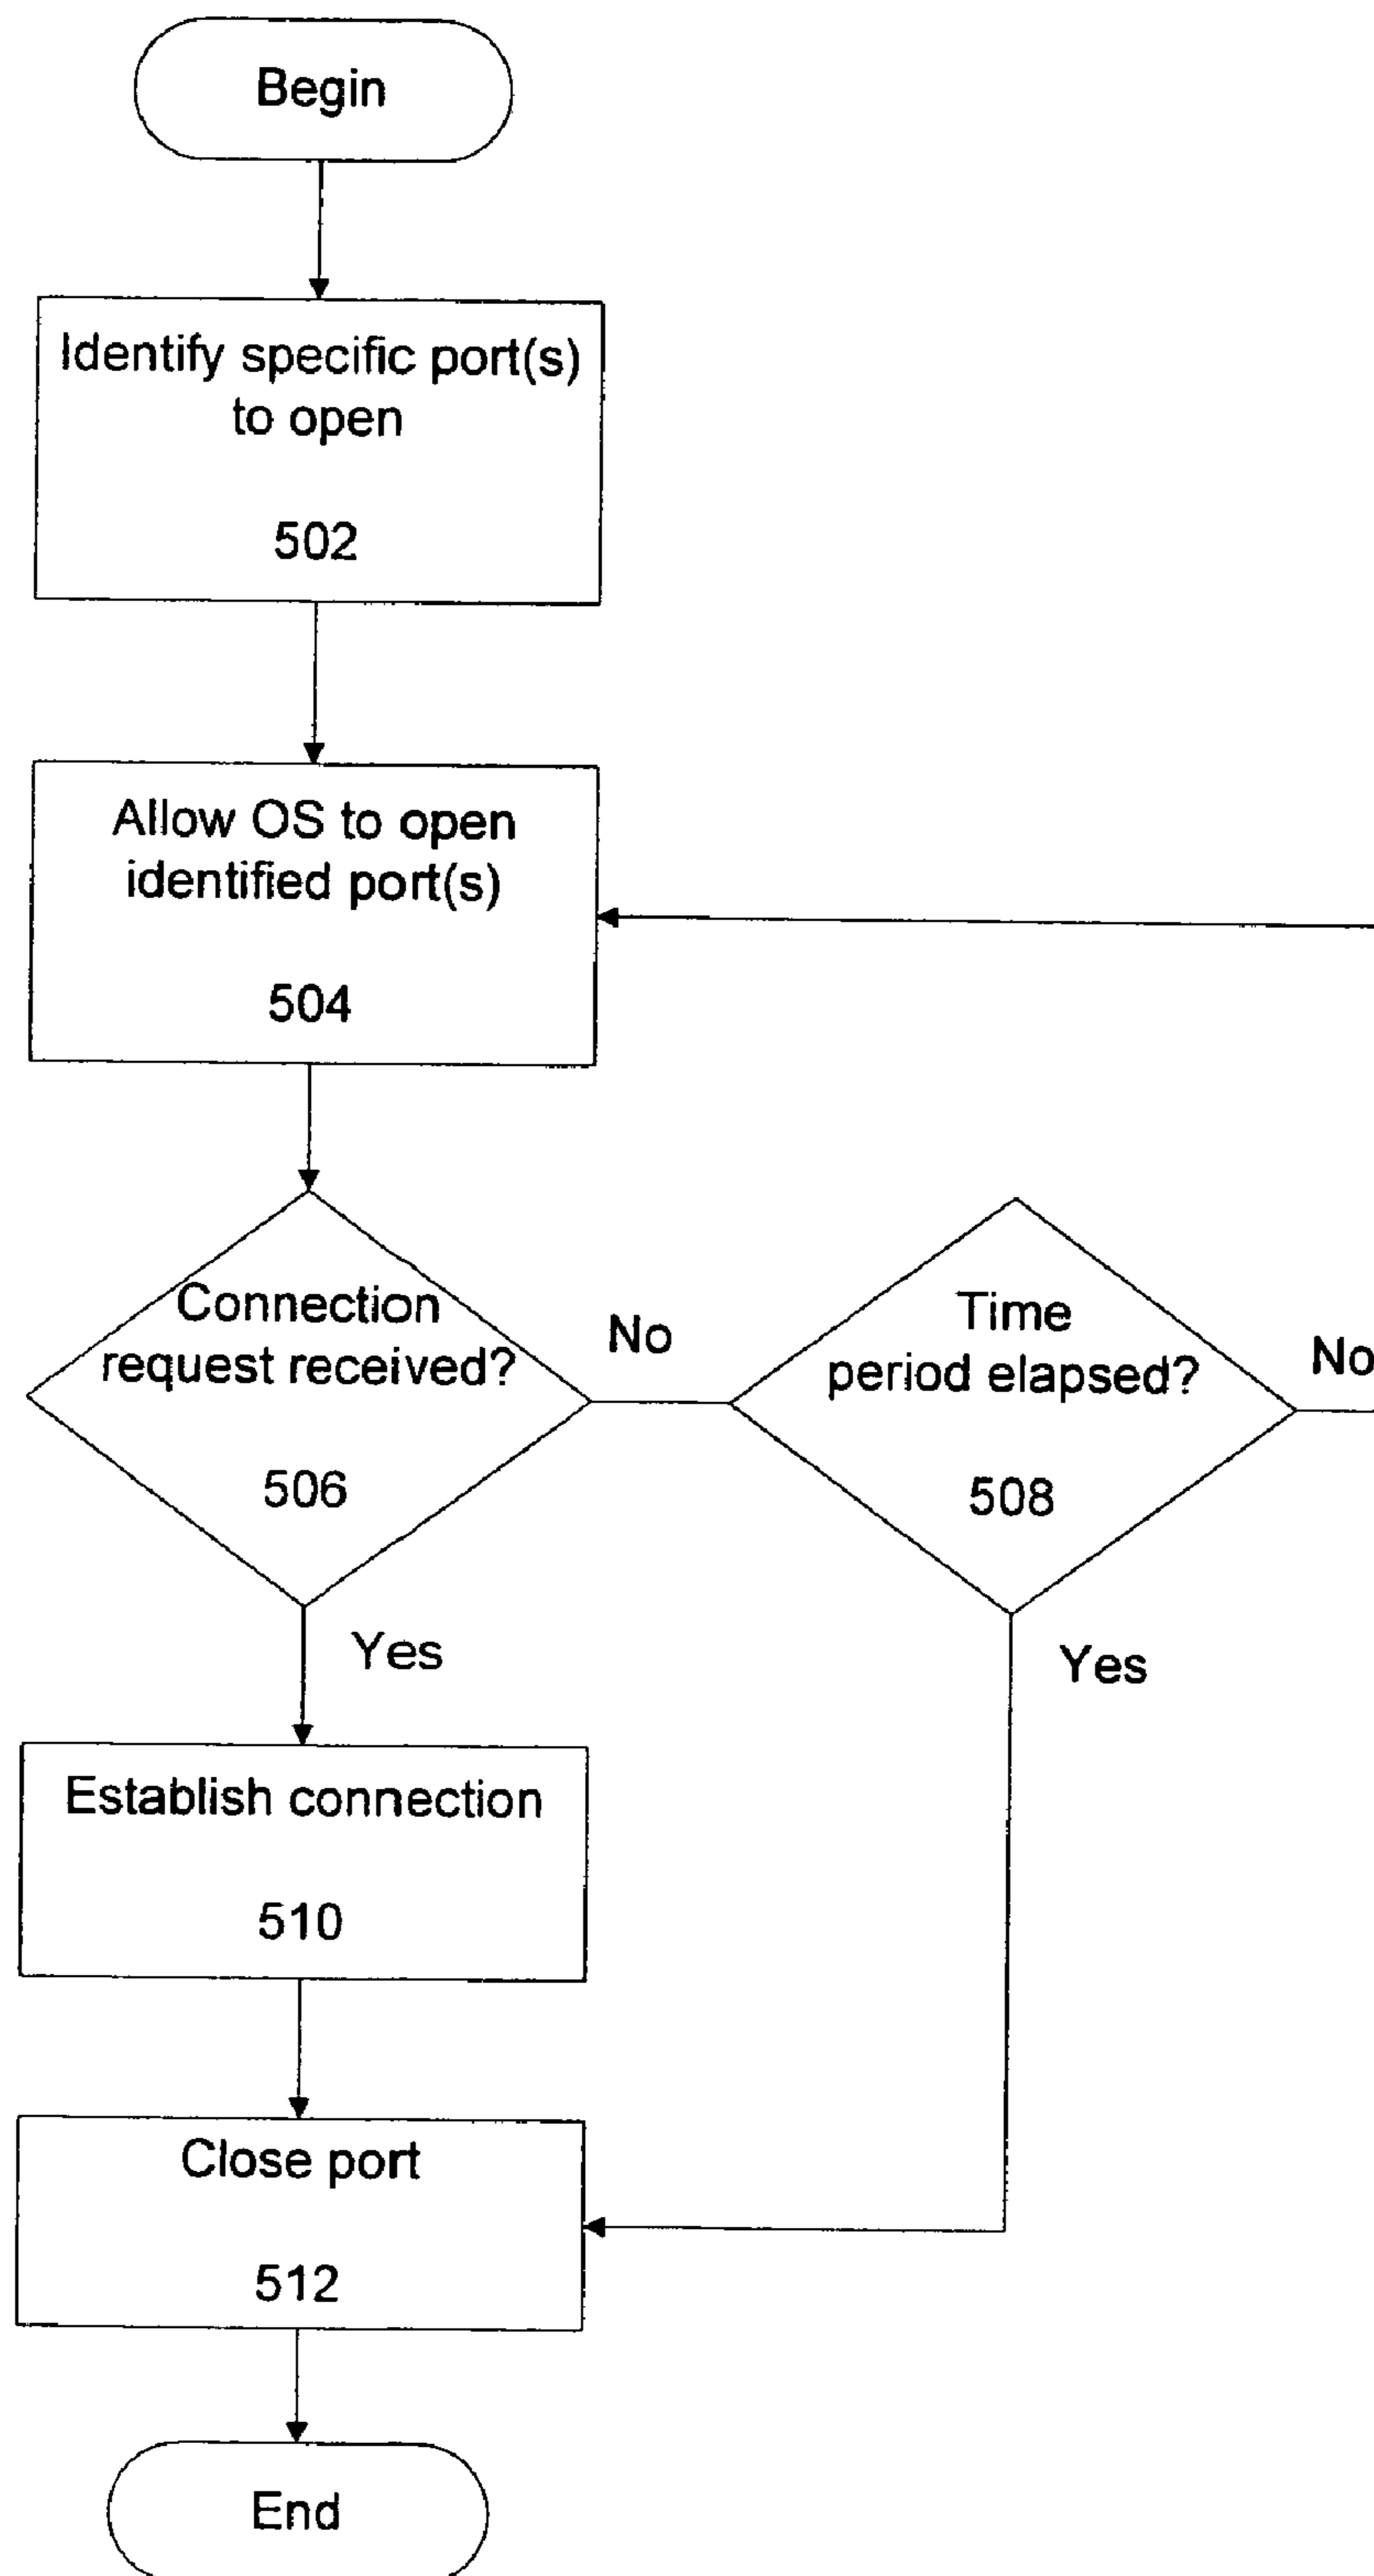 Begin
Identify specific port(s)
to open
502
Allow OS to open
identified port(s)
504
Connection
request received?
506
No
Time
period elapsed?
508
No
Yes
Yes
Establish connection
510
Close port
512
End